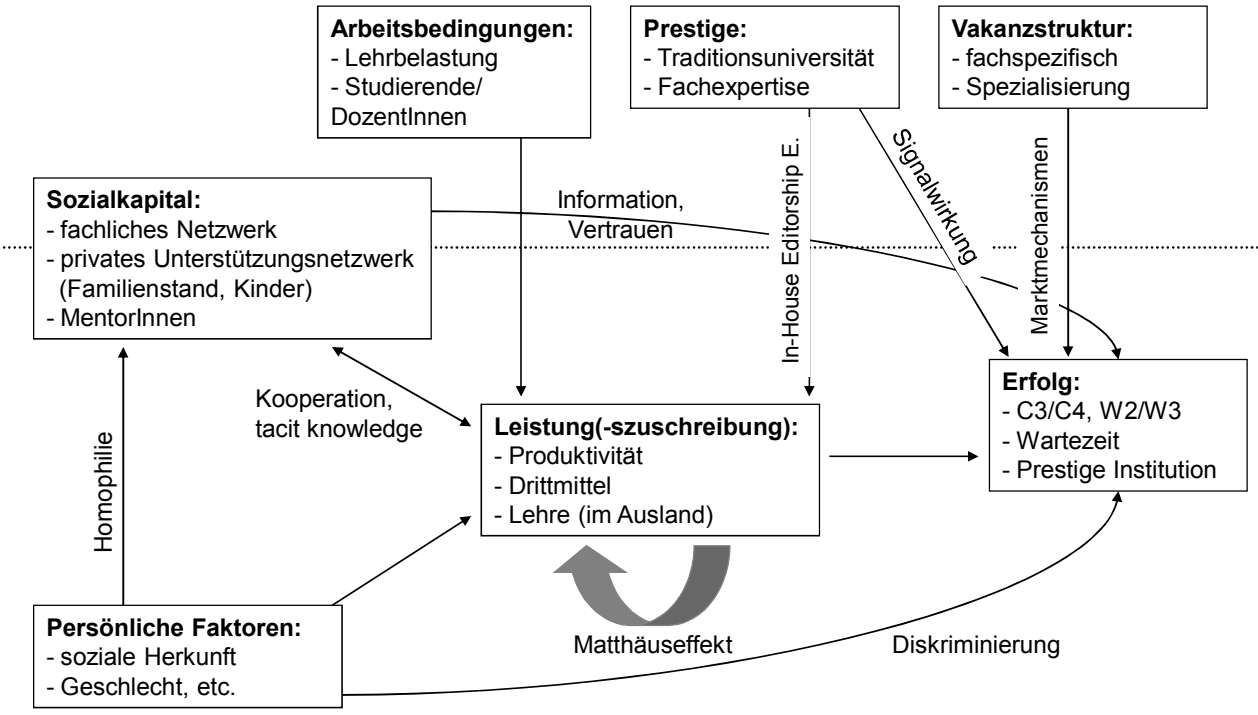 Arbeitsbedingungen:
- Lehrbelastung
- Studierende/
DozentInnen
Prestige:
- Traditionsuniversität
- Fachexpertise
Vakanzstruktur:
- fachspezifisch
- Spezialisierung
Sozialkapital:
- fachliches Netzwerk
- privates Unterstützungsnetzwerk
(Familienstand, Kinder)
- MentorInnen
Information,
Vertrauen
In-House Editorship E.
Signalwirkung
Marktmechanismen
Erfolg:
- C3/C4, W2/W3
- Wartezeit
- Prestige Institution
Kooperation,
tacit knowledge
Leistung(-szuschreibung):
- Produktivität
- Drittmittel
- Lehre (im Ausland)
Homophilie
Persönliche Faktoren:
- soziale Herkunft
- Geschlecht, etc.
Matthäuseffekt
Diskriminierung